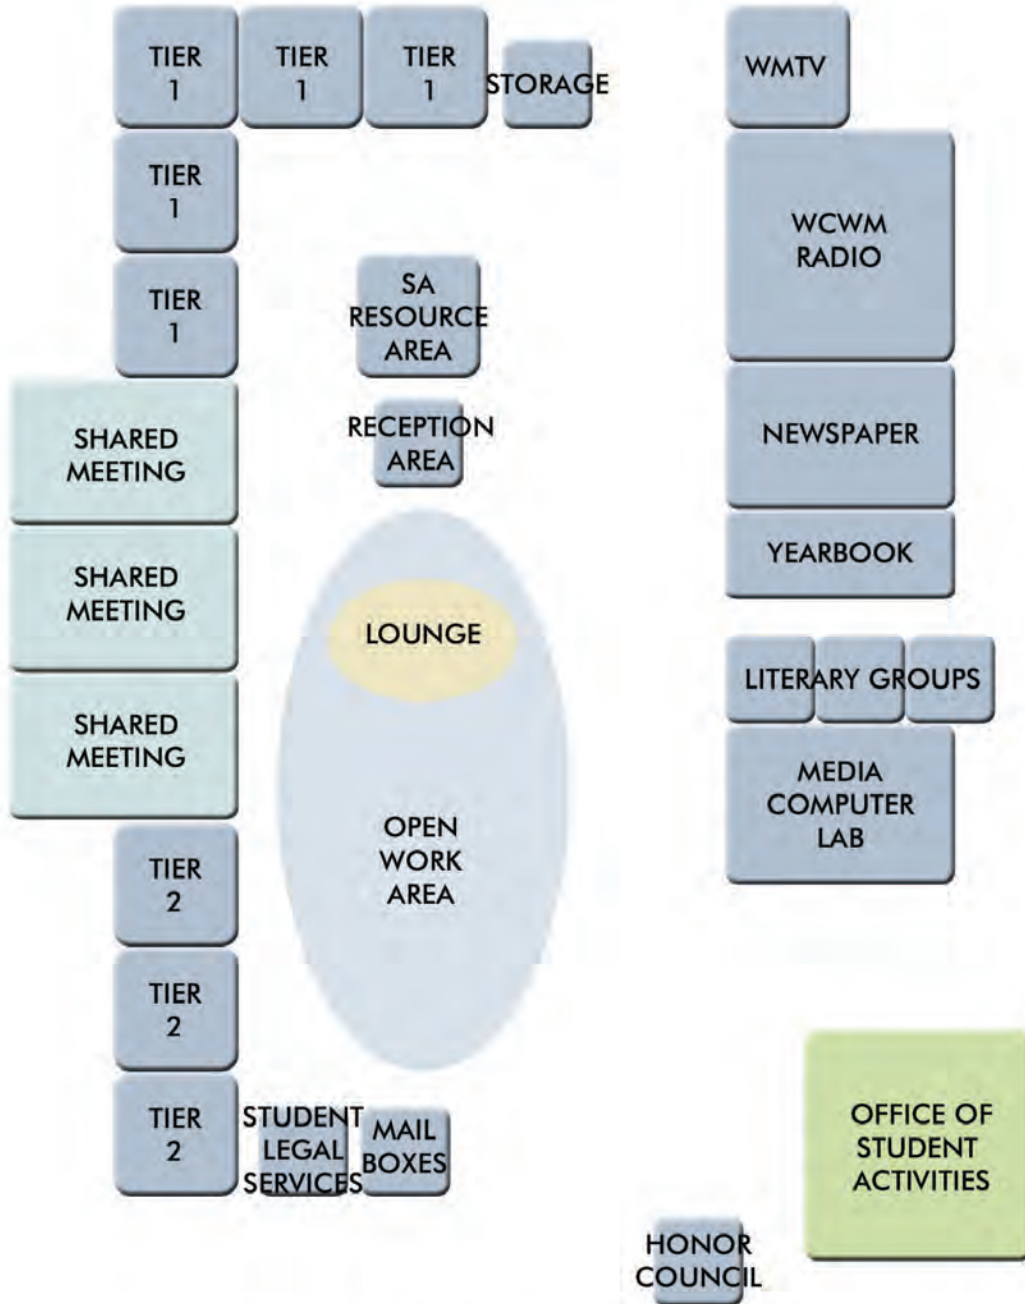 TIER
1
TIER
1
TIER
1
STORAGE
WMTV
TIER
1
WCWM
RADIO
TIER
1
SA
RESOURCE
AREA
SHARED
MEETING
RECEPTION
AREA
NEWSPAPER
SHARED
MEETING
YEARBOOK
LOUNGE
LITERARY GROUPS
SHARED
MEETING
MEDIA
COMPUTER
LAB
OPEN
WORK
AREA
TIER
2
TIER
2
TIER
2
STUDENT
LEGAL
SERVICES
MAIL
BOXES
OFFICE OF
STUDENT
ACTIVITIES
HONOR
COUNCIL